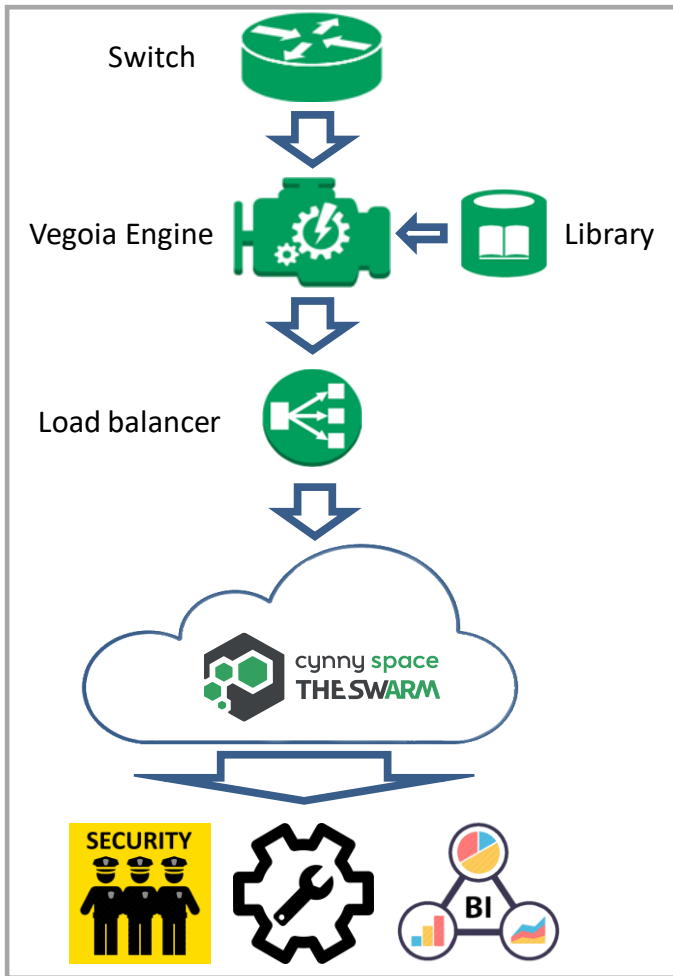 Switch
Vegoia Engine
Library
Load balancer
cynny space
THE SWARM
SECURITY
BI